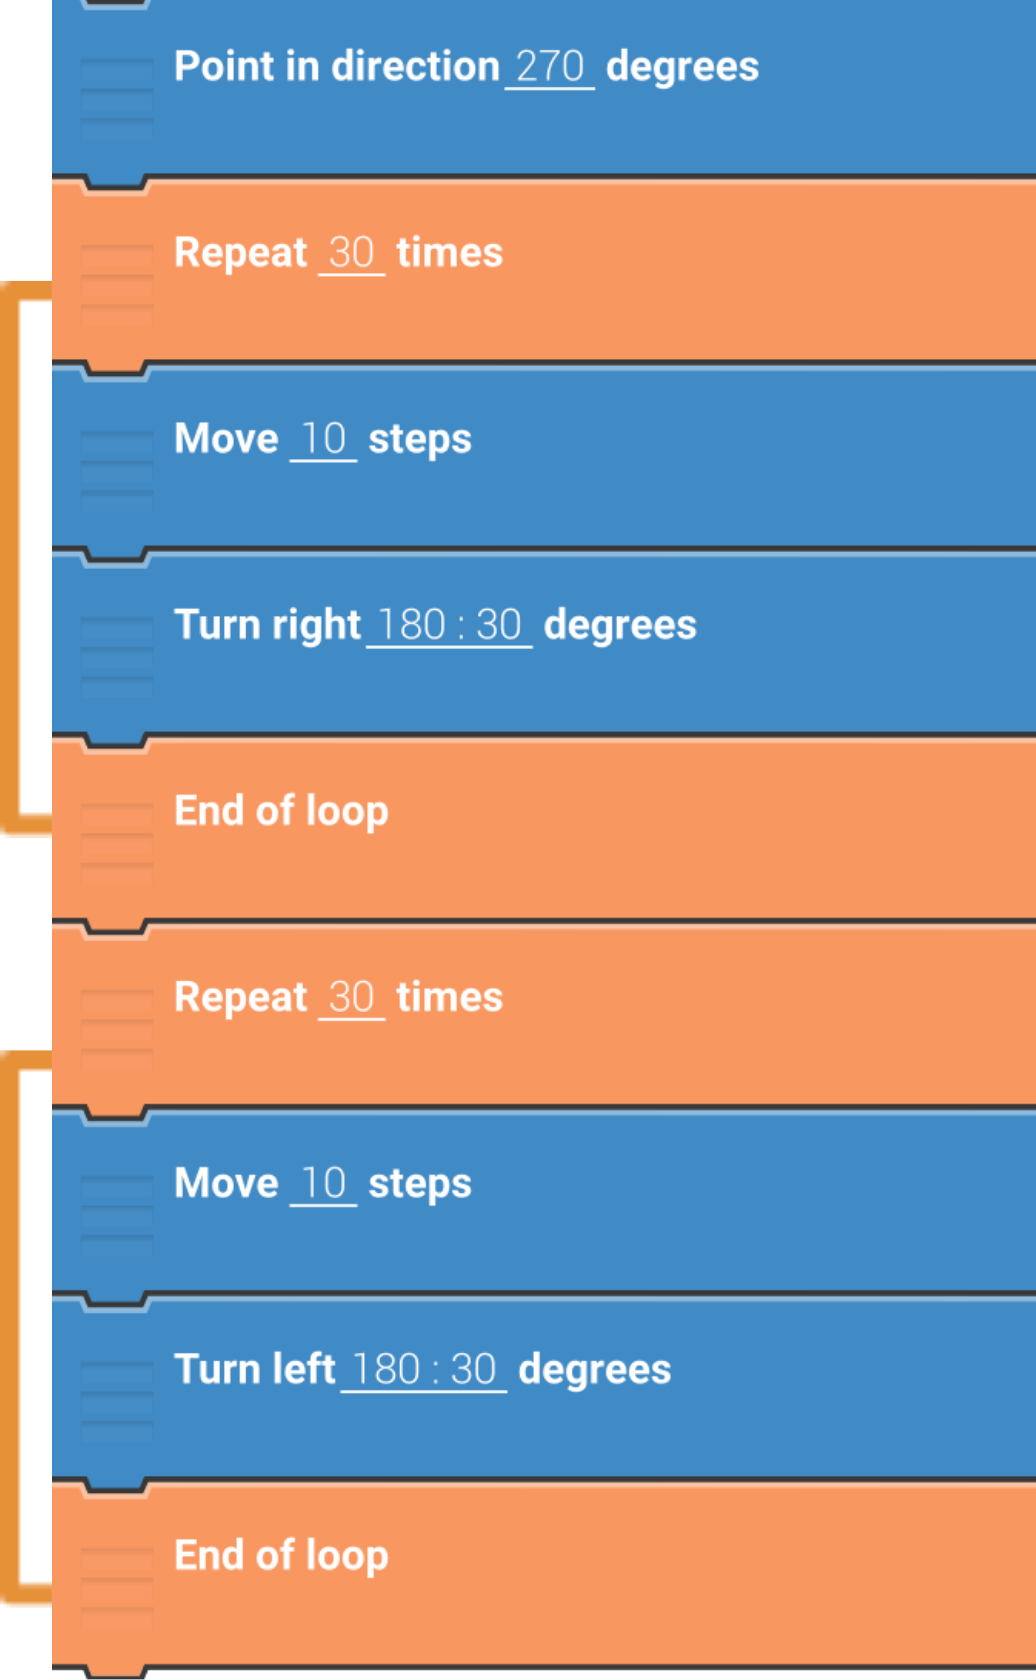 Point in direction 270 degrees
Repeat 30 times
Move 10 steps
Turn right 180 : 30 degrees
End of loop
Repeat 30 times
Move 10 steps
Turn left 180 : 30 degrees
End of loop